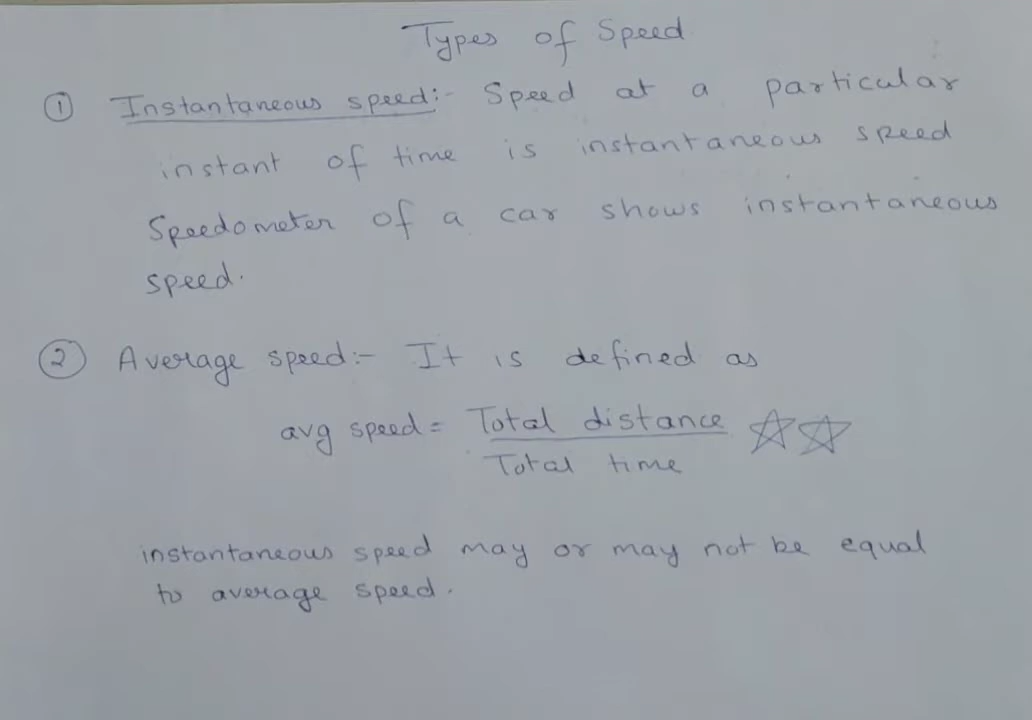 Types of Speed
① Instantaneous speed:- Speed at a particular
instant of time is instantaneous speed
Speedometer of a car shows instantaneous
speed.
② Average speed:- It is defined as
avg speed = Total distance
Total time
instantaneous speed may or may not be equal
to average speed.